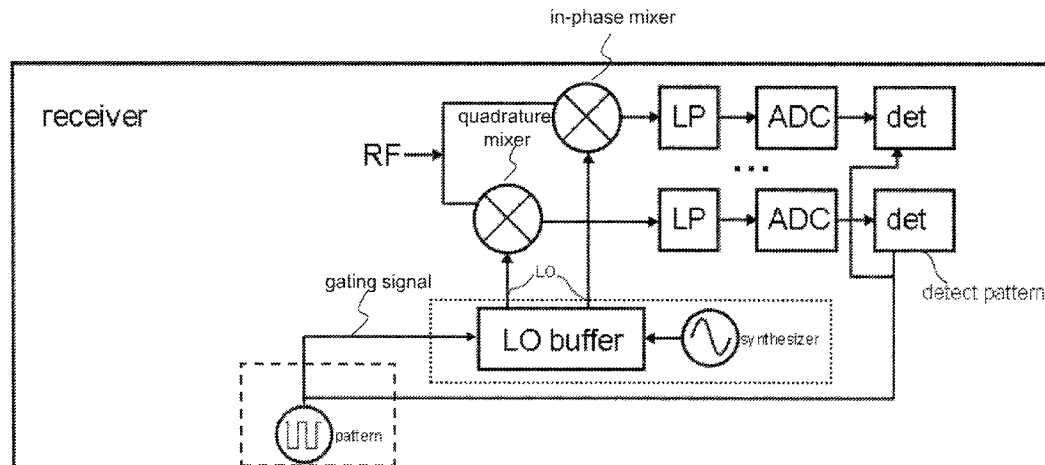 in-phase mixer
receiver
quadrature
mixer
RF
LP
ADC
det
...
LP
ADC
det
gating signal
LO
detect pattern
LO buffer
synthesizer
pattern